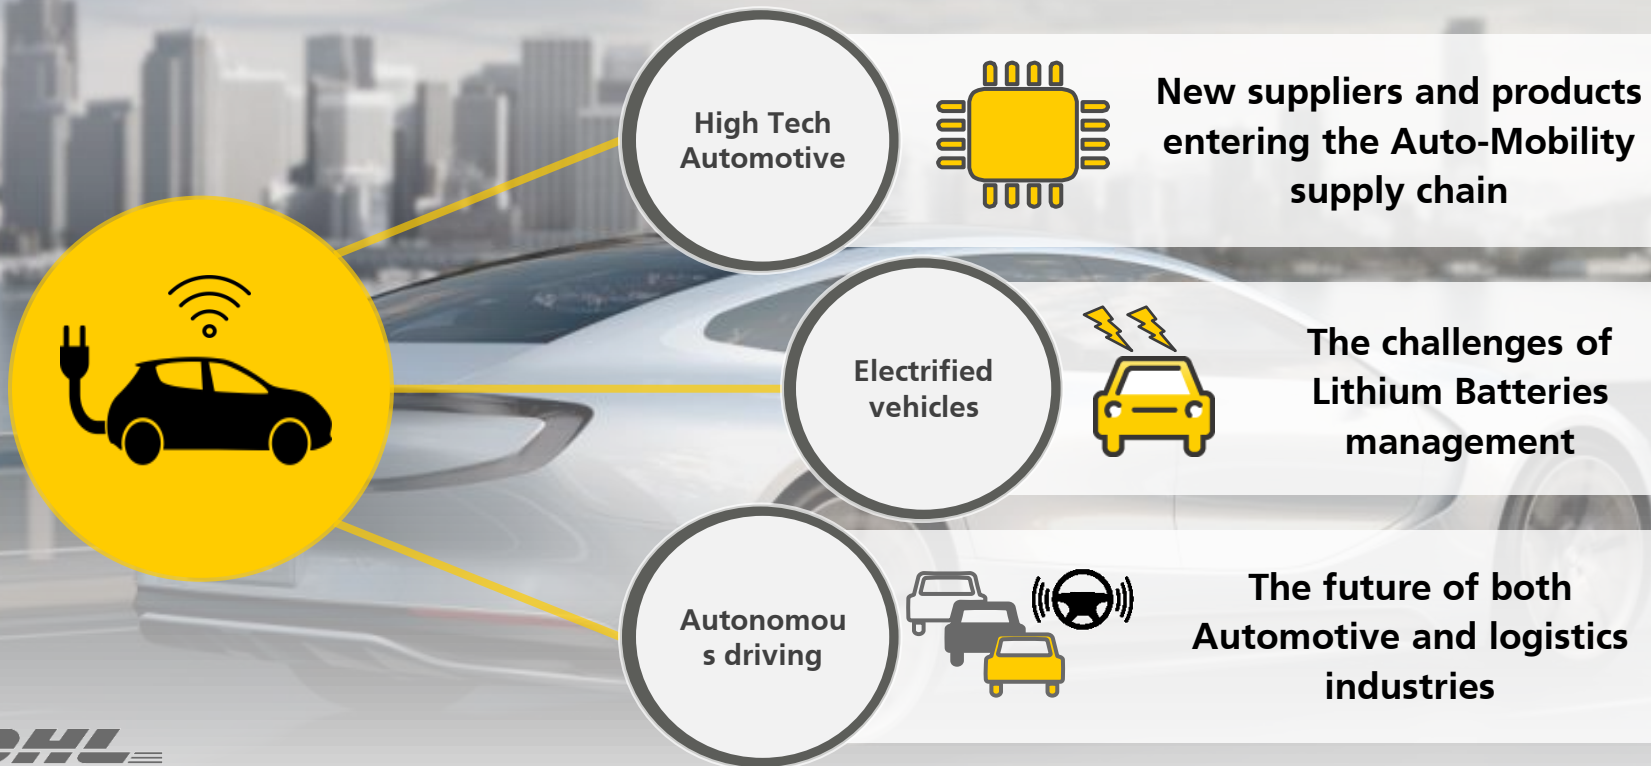 High Tech
Automotive
New suppliers and products
entering the Auto-Mobility
supply chain
Electrified
vehicles
The challenges of
Lithium Batteries
management
Autonomou
s driving
The future of both
Automotive and logistics
industries
DHL